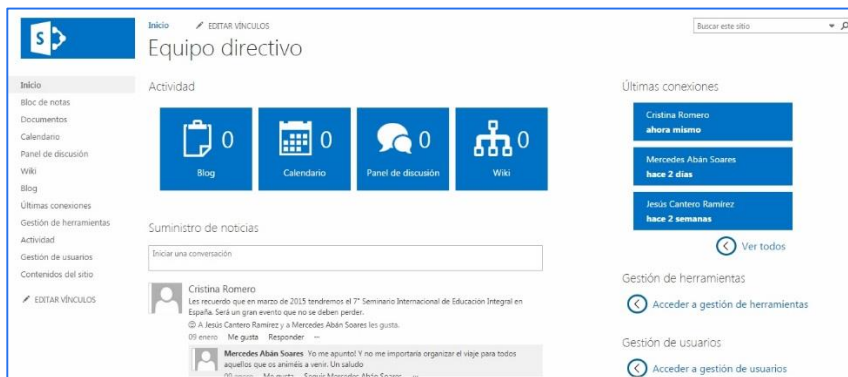 S
Inicio EDITAR VÍNCULOS
Equipo directivo
Buscar este sitio
Inicio
Bloc de notas
Documentos
Calendario
Panel de discusión
Wiki
Blog
Últimas conexiones
Gestión de herramientas
Actividad
Gestión de usuarios
Contenidos del sitio
EDITAR VÍNCULOS
Actividad
0
Blog
0
Calendario
0
Panel de discusión
0
Wiki
Suministro de noticias
Iniciar una conversación
Cristina Romero
Les recuerdo que en marzo de 2015 tendremos el 7º Seminario Internacional de Educación Integral en
España. Será un gran evento que no se deben perder.
A Jesús Cantero Ramírez y a Mercedes Abán Soares les gusta.
09 enero Me gusta Responder ···
Mercedes Abán Soares Yo me apunto! Y no me importaría organizar el viaje para todos
aquellos que os animéis a venir. Un saludo
09 enero Me gusta Seguir Mercedes Abán Soares ···
Últimas conexiones
Cristina Romero
ahora mismo
Mercedes Abán Soares
hace 2 días
Jesús Cantero Ramírez
hace 2 semanas
Ver todos
Gestión de herramientas
Acceder a gestión de herramientas
Gestión de usuarios
Acceder a gestión de usuarios